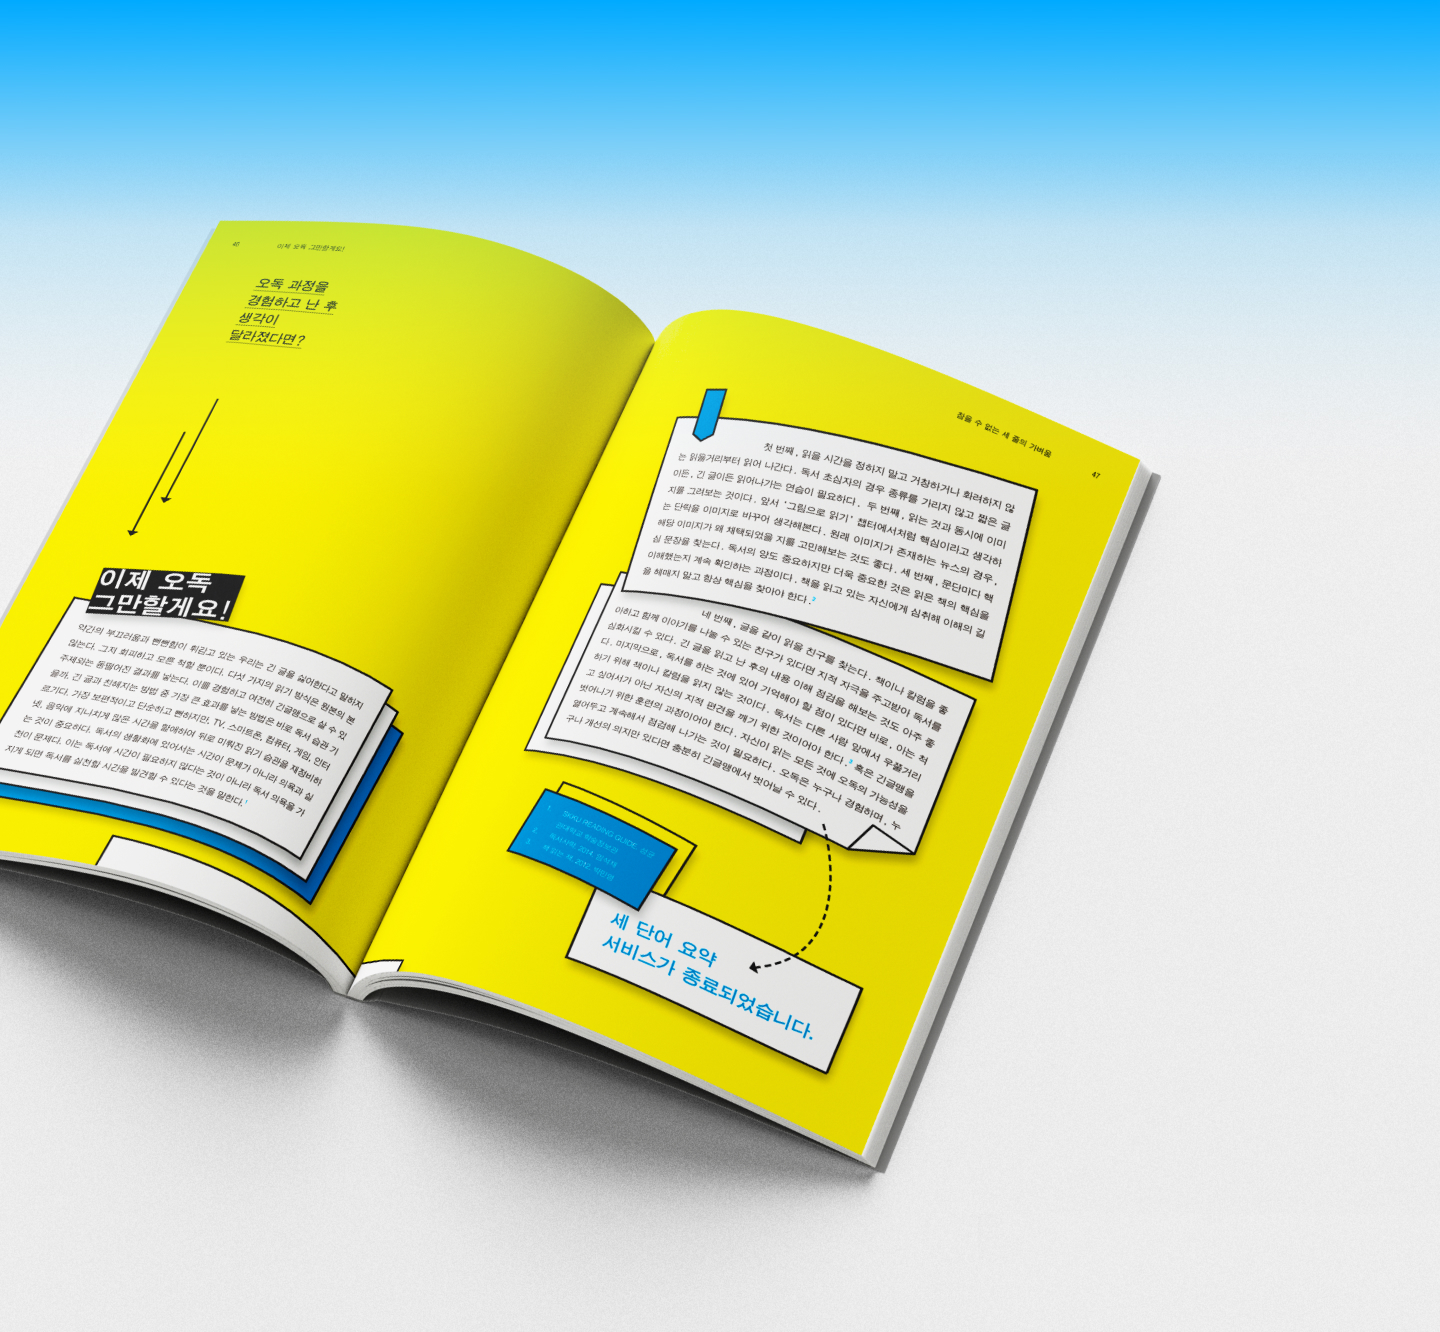 이제 오독 그만할게요!
오독 과정을
경험하고 난 후
생각이
달라졌다면?
이제 오독
그만할게요!
약간의 부끄러움과 뻔뻔함이 뒤엉킨 있는 우리는 긴 글을 싫어한다고 말하지
않는다. 그저 회피하고 모른 척할 뿐이다. 다섯 가지의 읽기 방식은 원본의 본
주제와는 동떨어진 결과를 낳는다. 이를 경험하고 여전히 긴글맹으로 살 수 있
을까. 긴 글과 친해지는 방법 중 가장 큰 효과를 낳는 방법은 바로 독서 습관 기
르기다. 가장 보편적이고 단순하고 뻔하지만, TV, 스마트폰, 컴퓨터, 게임, 인터
넷, 음악에 지나치게 많은 시간을 할애하여 뒤로 미뤄진 읽기 습관을 재정비하
는 것이 중요하다. 독서의 생활화에 있어서는 시간이 문제가 아니라 의욕과 실
천이 문제다. 이는 독서에 시간이 필요하지 않다는 것이 아니라 독서 의욕을 가
지게 되면 독서를 실천할 시간을 발견할 수 있다는 것을 말한다.¹
참을 수 없는 세 줄의 가벼움
47
첫 번째, 읽을 시간을 정하지 말고 거창하거나 화려하지 않
는 읽을거리부터 읽어 나간다. 독서 초심자의 경우 종류를 가리지 않고 짧은 글
이든, 긴 글이든 읽어나가는 연습이 필요하다. 두 번째, 읽는 것과 동시에 이미
지를 그려보는 것이다. 앞서 '그림으로 읽기' 챕터에서처럼 핵심이라고 생각하
는 단락을 이미지로 바꾸어 생각해본다. 원래 이미지가 존재하는 뉴스의 경우,
해당 이미지가 왜 채택되었을 지를 고민해보는 것도 좋다. 세 번째, 문단마다 핵
심 문장을 찾는다. 독서의 양도 중요하지만 더욱 중요한 것은 읽은 책의 핵심을
이해했는지 계속 확인하는 과정이다. 책을 읽고 있는 자신에게 심취해 이해의 길
을 헤매지 말고 항상 핵심을 찾아야 한다.²
네 번째, 글을 같이 읽을 친구를 찾는다. 책이나 칼럼을 좋
아하고 함께 이야기를 나눌 수 있는 친구가 있다면 지적 자극을 주고받아 독서를
심화시킬 수 있다. 긴 글을 읽고 난 후의 내용 이해 점검을 해보는 것도 아주 좋
다. 마지막으로, 독서를 하는 것에 있어 기억해야 할 점이 있다면 바로, 아는 척
하기 위해 책이나 칼럼을 읽지 않는 것이다. 독서는 다른 사람 앞에서 우쭐거리
고 싶어서가 아닌 자신의 지적 편견을 깨기 위한 것이어야 한다.³ 혹은 긴글맹을
벗어나기 위한 훈련의 과정이어야 한다. 자신이 읽는 모든 것에 오독의 가능성을
열어두고 계속해서 점검해 나가는 것이 필요하다. 오독은 누구나 경험하며, 누
구나 개선의 의지만 있다면 충분히 긴글맹에서 벗어날 수 있다.
1. SKKU READING GUIDE, 성균
관대학교 학술정보관
2. 독서사학, 2014,
3. 책 읽는 책, 2012, 박민영
세 단어 요약
서비스가 종료되었습니다.